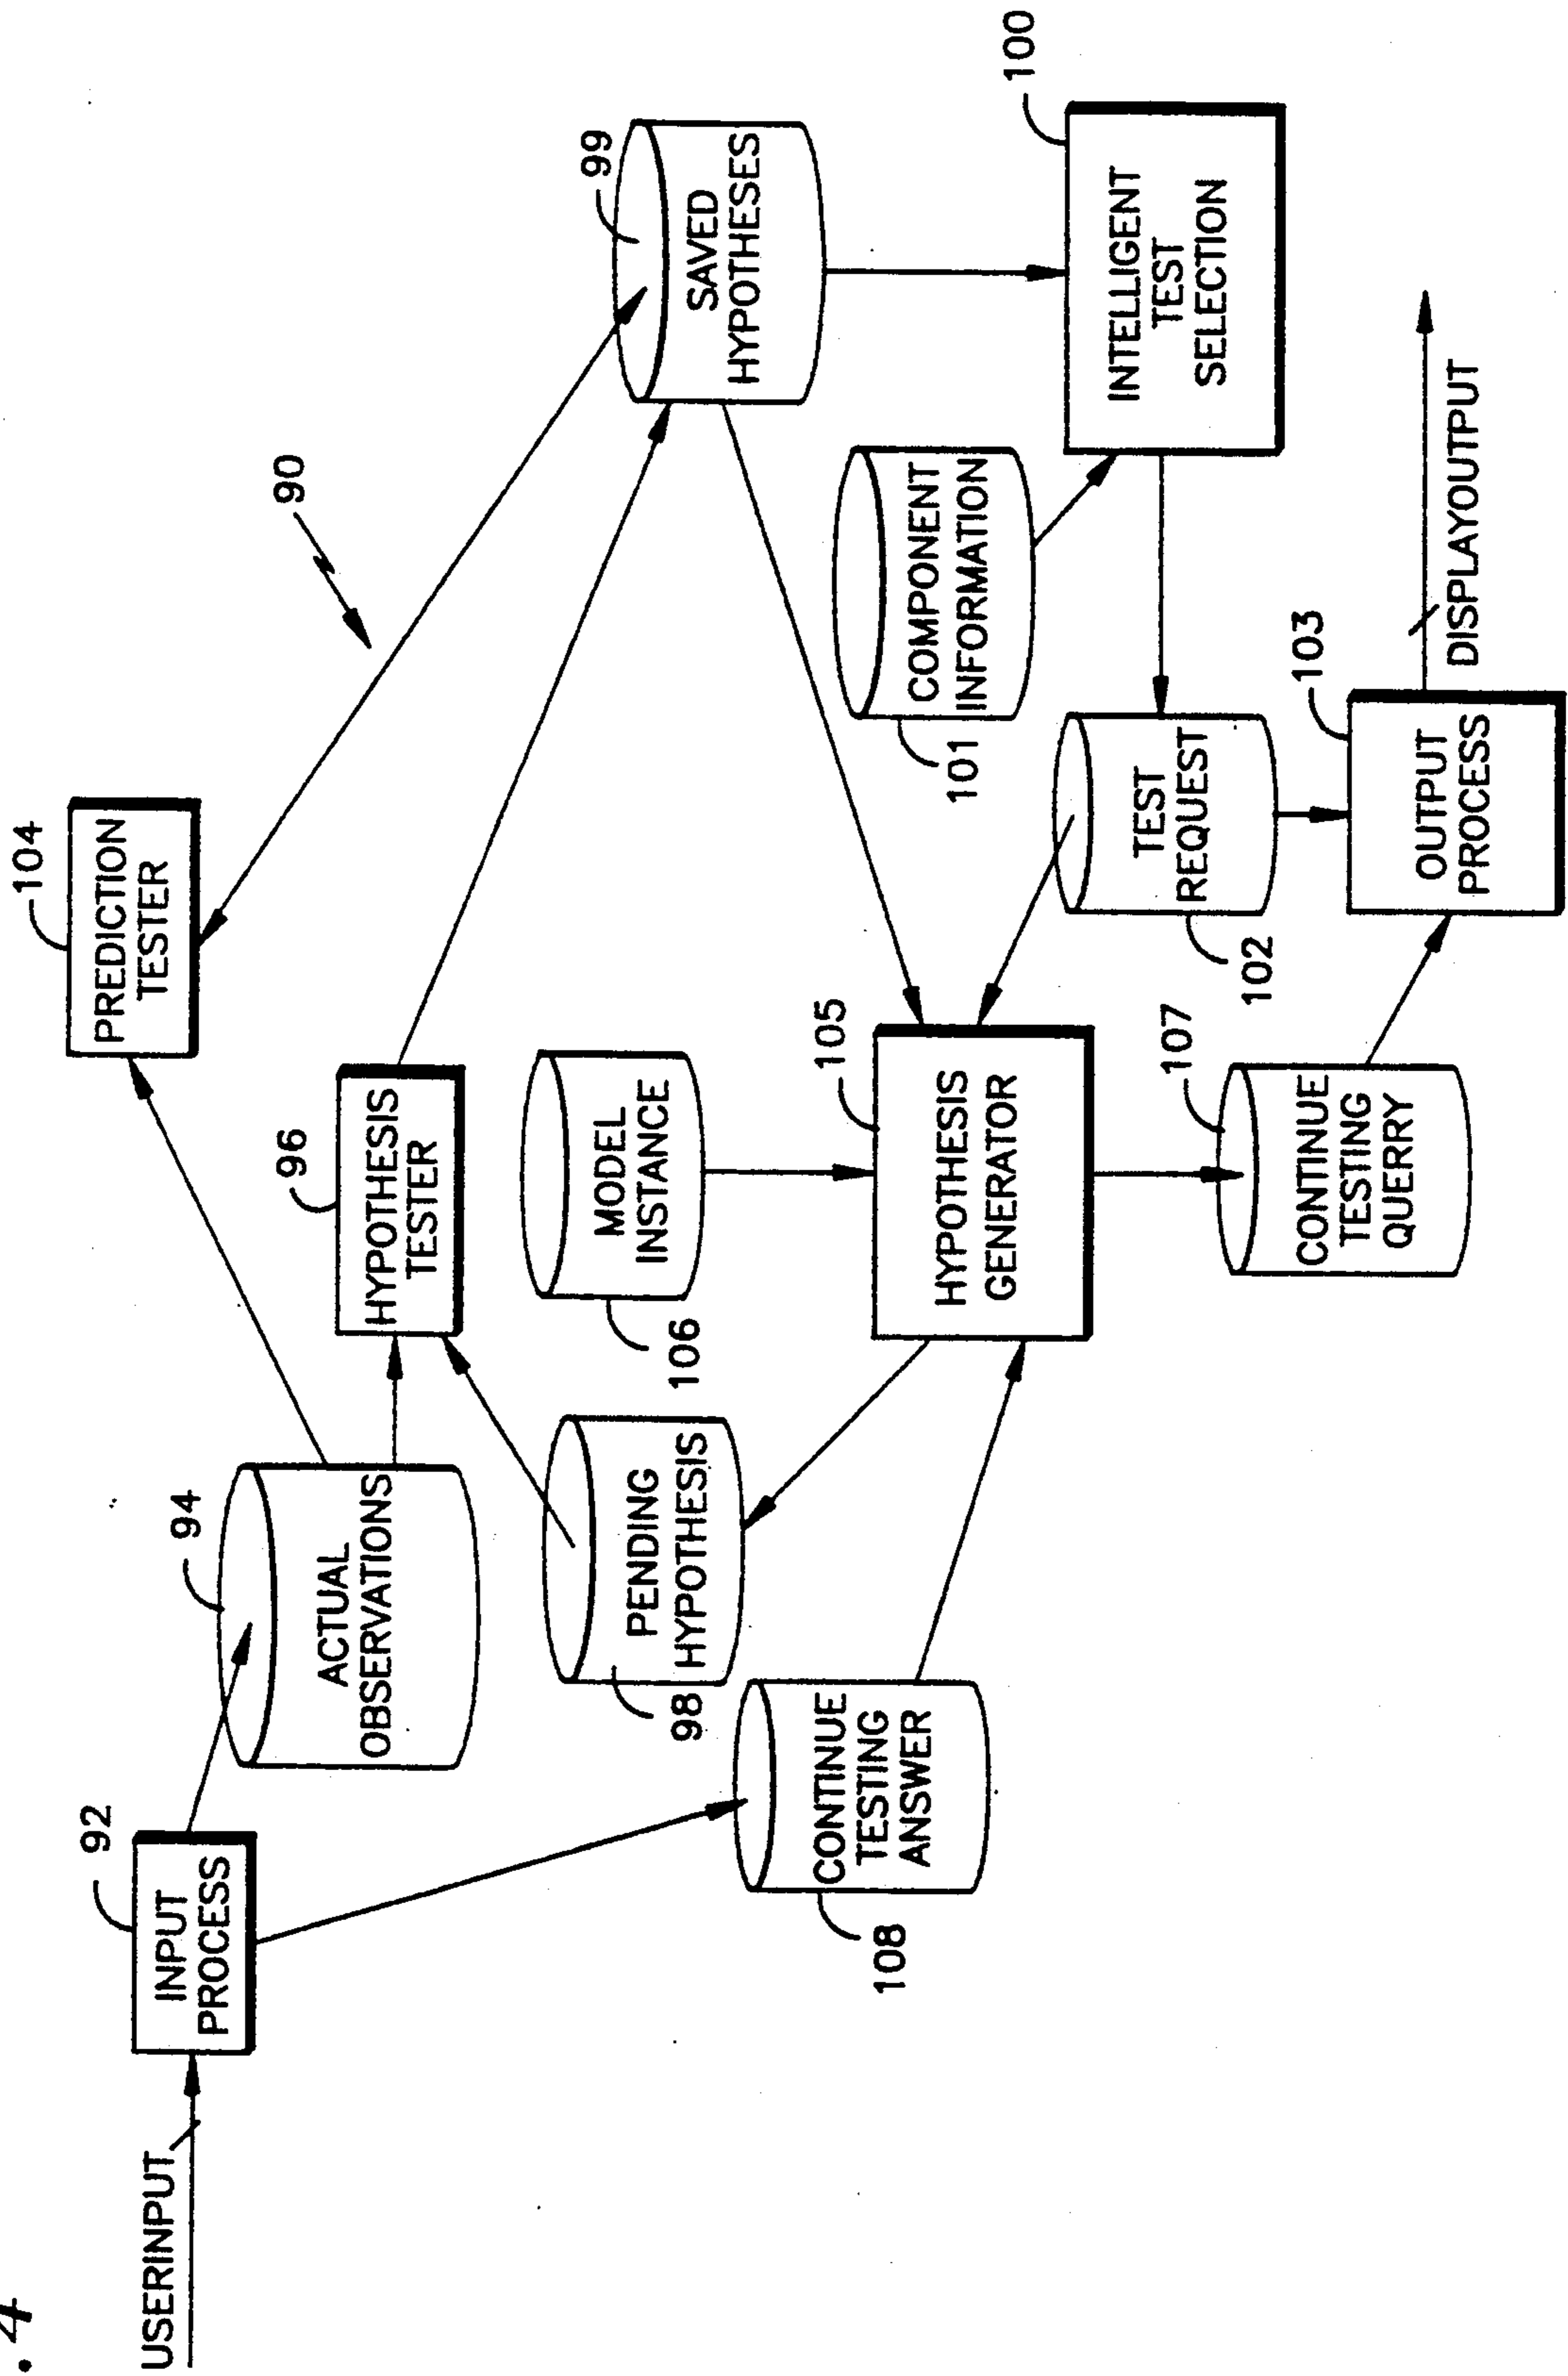 .4
USERINPUT
92
INPUT
PROCESS
94
ACTUAL
OBSERVATIONS
104
PREDICTION
TESTER
90
96
HYPOTHESIS
TESTER
99
SAVED
HYPOTHESES
98
PENDING
HYPOTHESIS
106
MODEL
INSTANCE
108
CONTINUE
TESTING
ANSWER
105
HYPOTHESIS
GENERATOR
101
COMPONENT
INFORMATION
100
INTELLIGENT
TEST
SELECTION
102
TEST
REQUEST
107
CONTINUE
TESTING
QUERRY
103
OUTPUT
PROCESS
DISPLAYOUTPUT